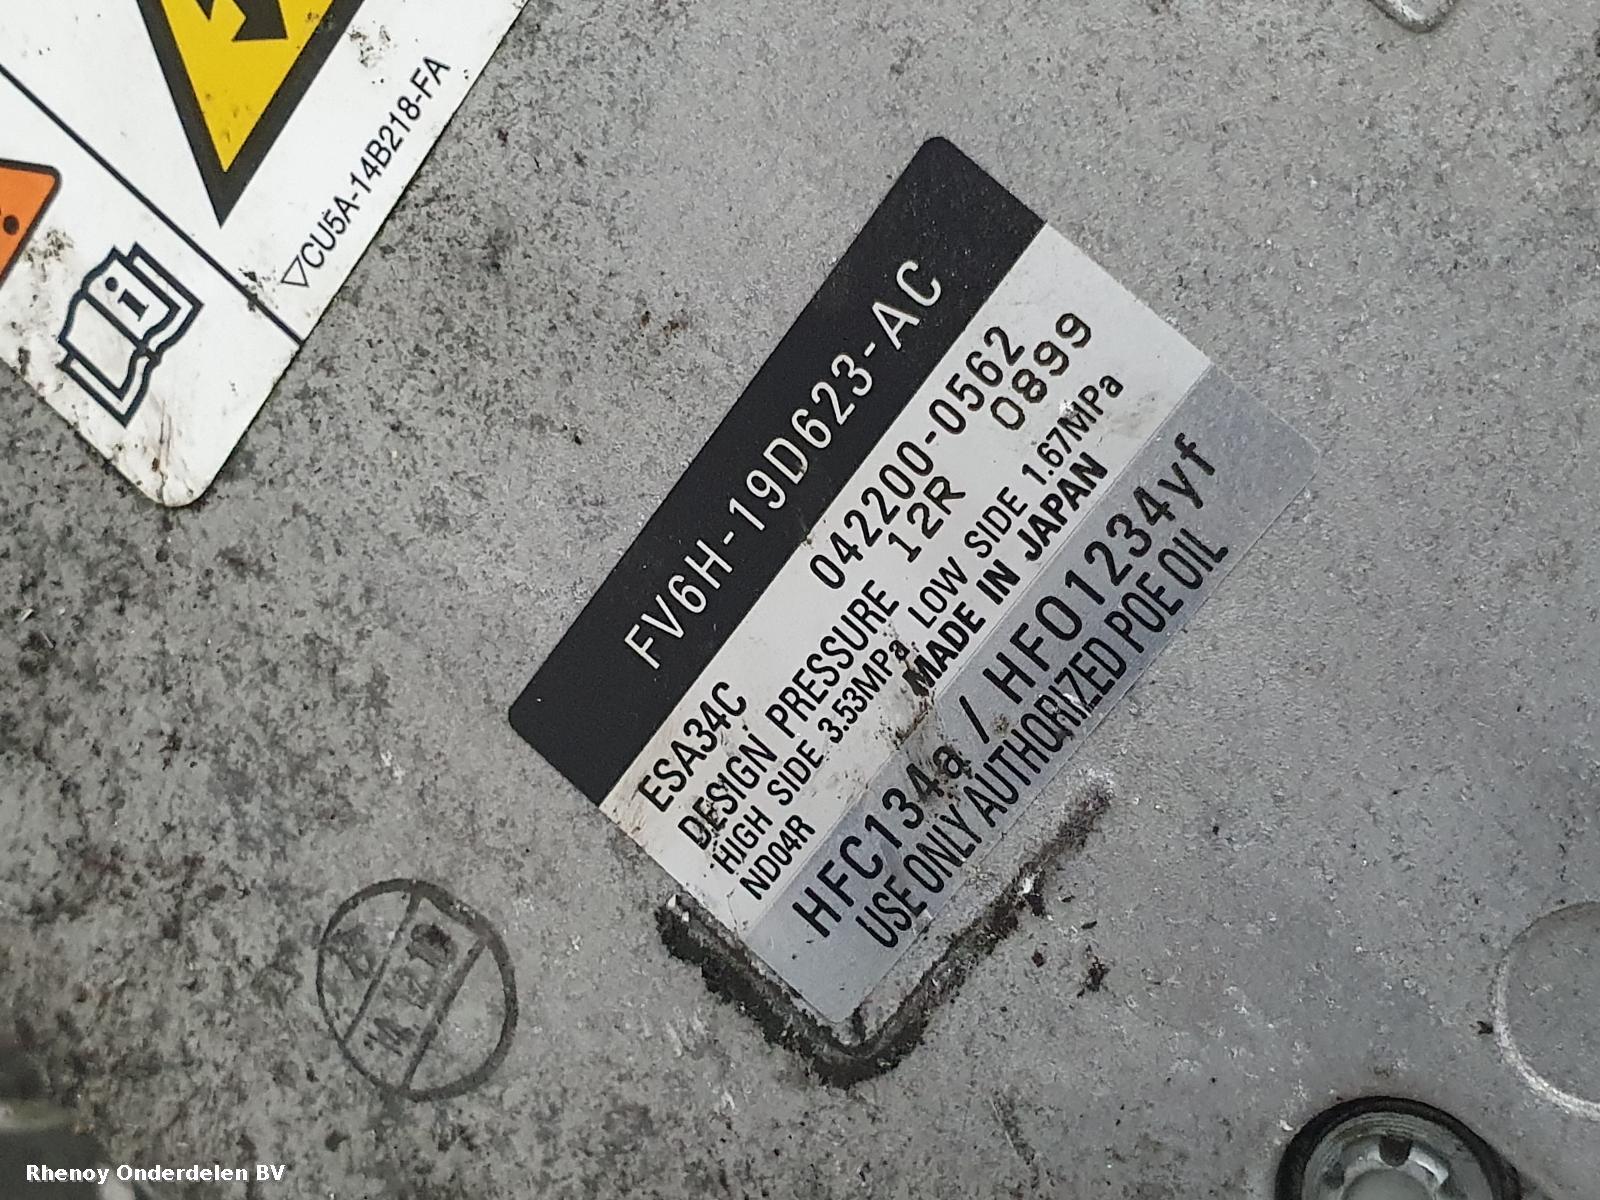 ▽CU5A-14B218-FA
FV6H-19D623-AC
ESA34C 042200-0562
DESIGN PRESSURE 12R 0899
HIGH SIDE 3.53MPa LOW SIDE 1.67MPa
ND04R MADE IN JAPAN
HFC134a / HFO1234yf
USE ONLY AUTHORIZED POE OIL
Rhenoy Onderdelen BV